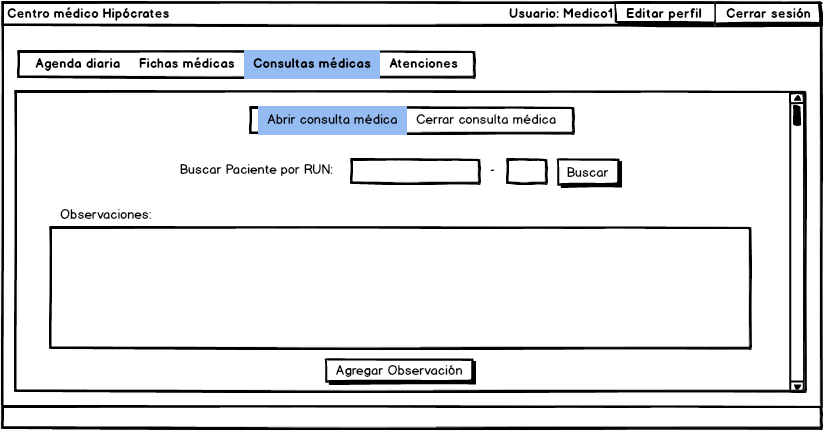 Centro médico Hipócrates Usuario: Medico1 Editar perfil Cerrar sesión
Agenda diaria Fichas médicas Consultas médicas Atenciones
Abrir consulta médica Cerrar consulta médica
Buscar Paciente por RUN: - Buscar
Observaciones:
Agregar Observación